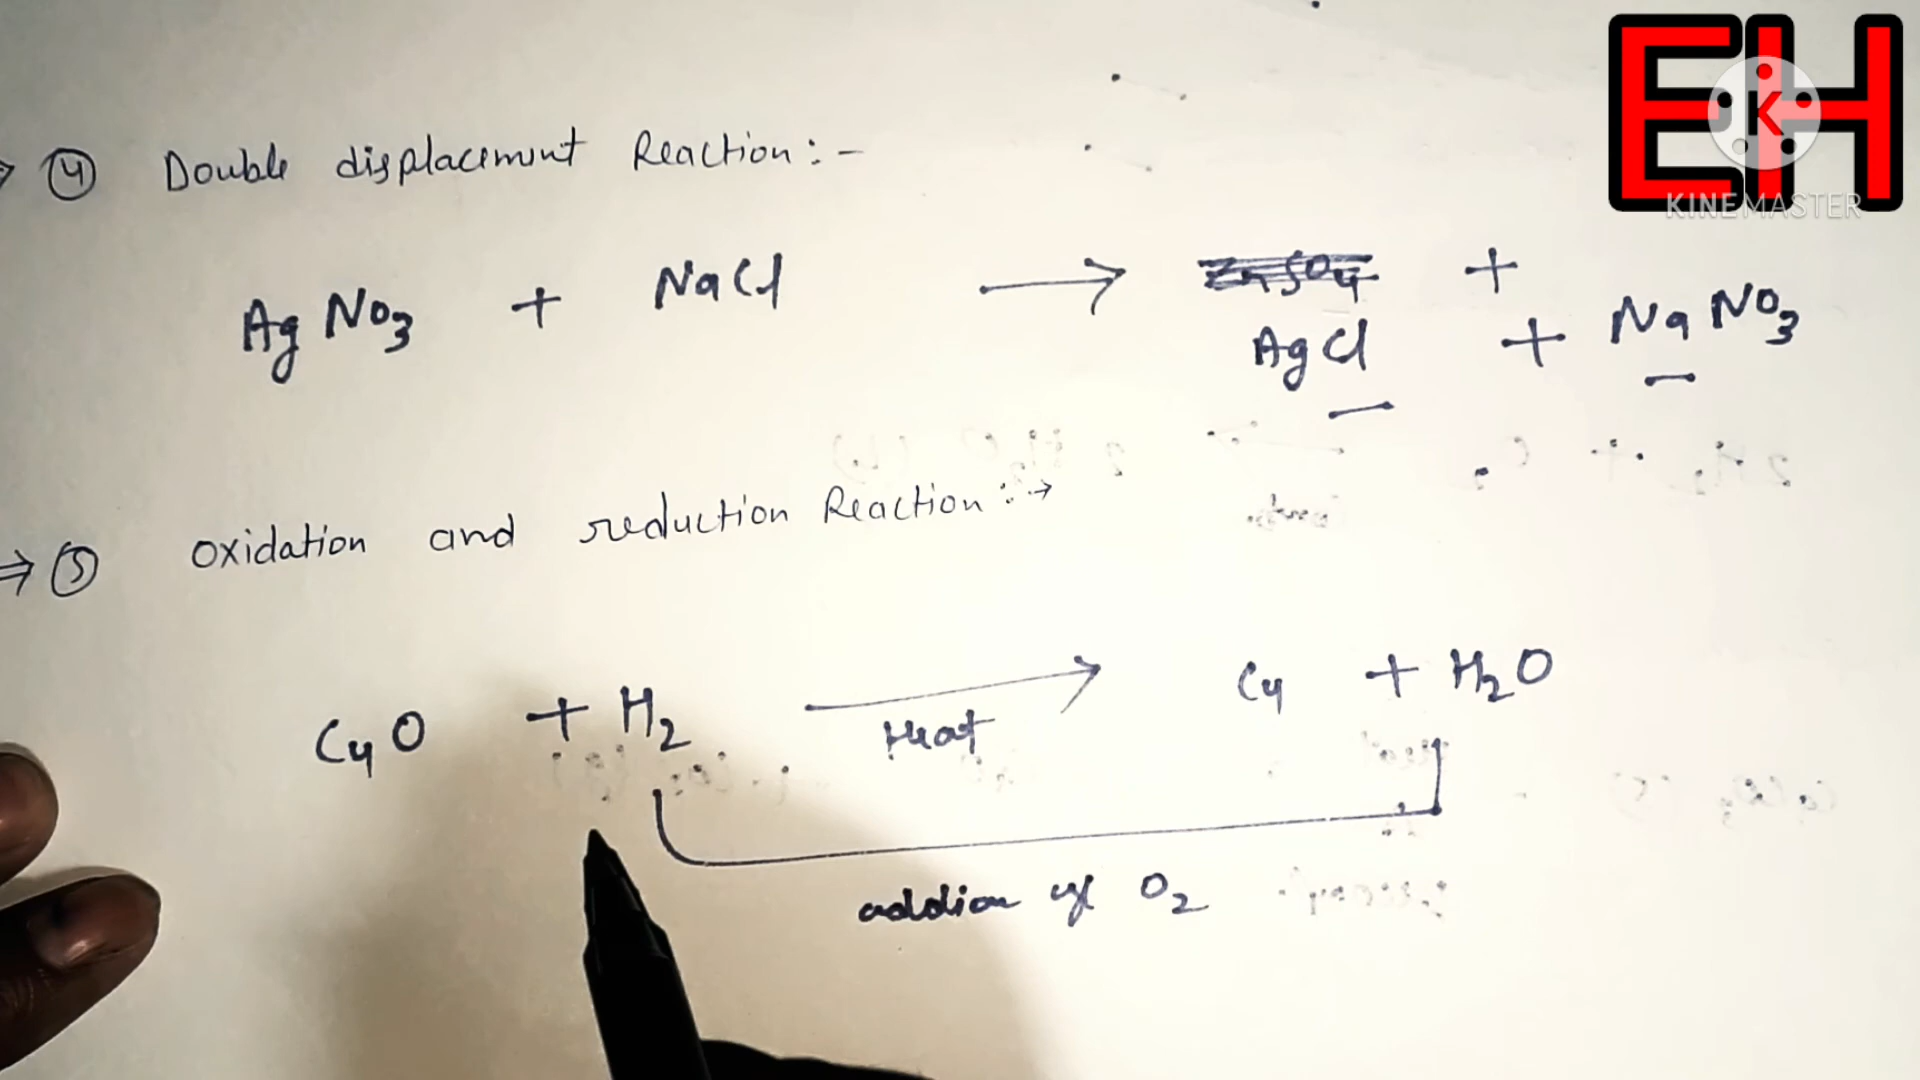 EH
K
KINEMASTER
⇒ ④ Double displacement Reaction:-
AgNO3 + NaCl → ZnSO4 +
AgCl + NaNO3
⇒ ⑤ oxidation and reduction Reaction:→
CuO + H2 → Cu + H2O
Heat
addion of O2